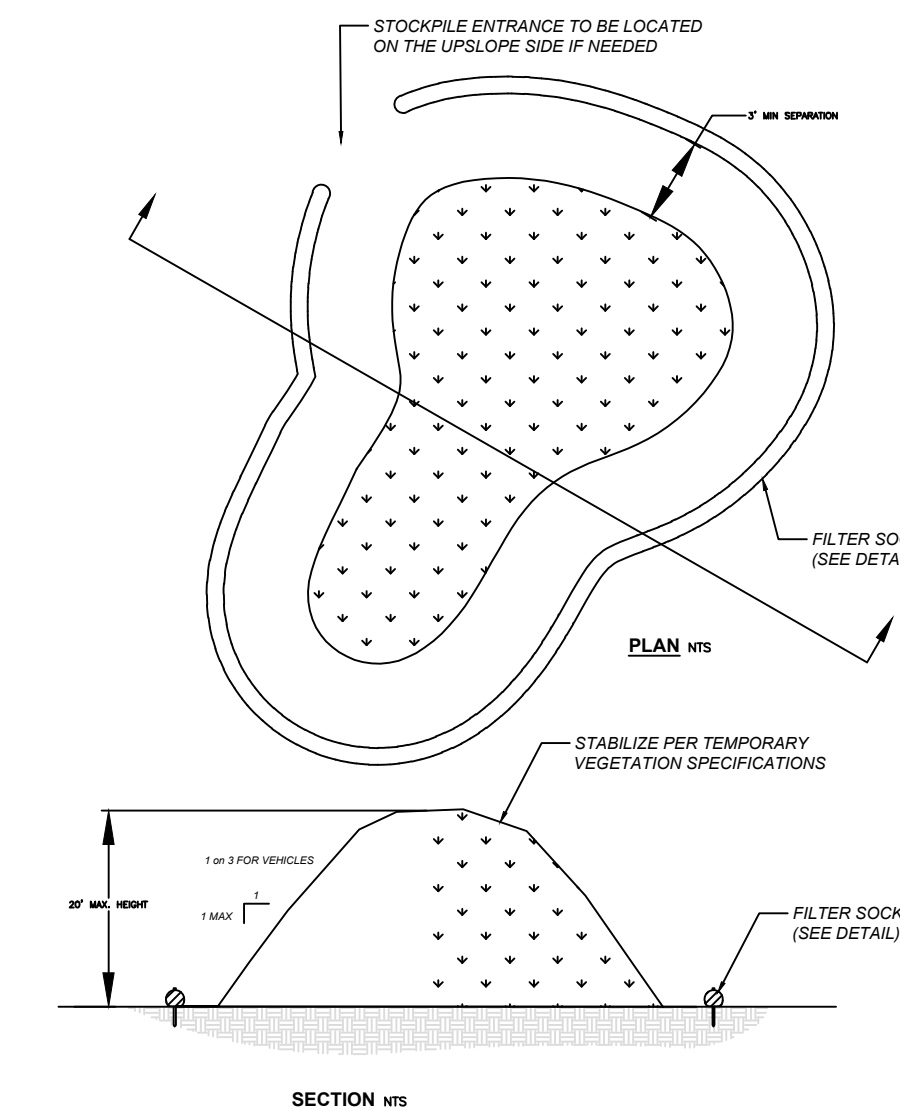 STOCKPILE ENTRANCE TO BE LOCATED
ON THE UPSLOPE SIDE IF NEEDED
3' MIN SEPARATION
FILTER SO
(SEE DETA
PLAN NTS
STABILIZE PER TEMPORARY
VEGETATION SPECIFICATIONS
1 on 3 FOR VEHICLES
1
1 MAX
20' MAX. HEIGHT
FILTER SOCK
(SEE DETAIL)
SECTION NTS